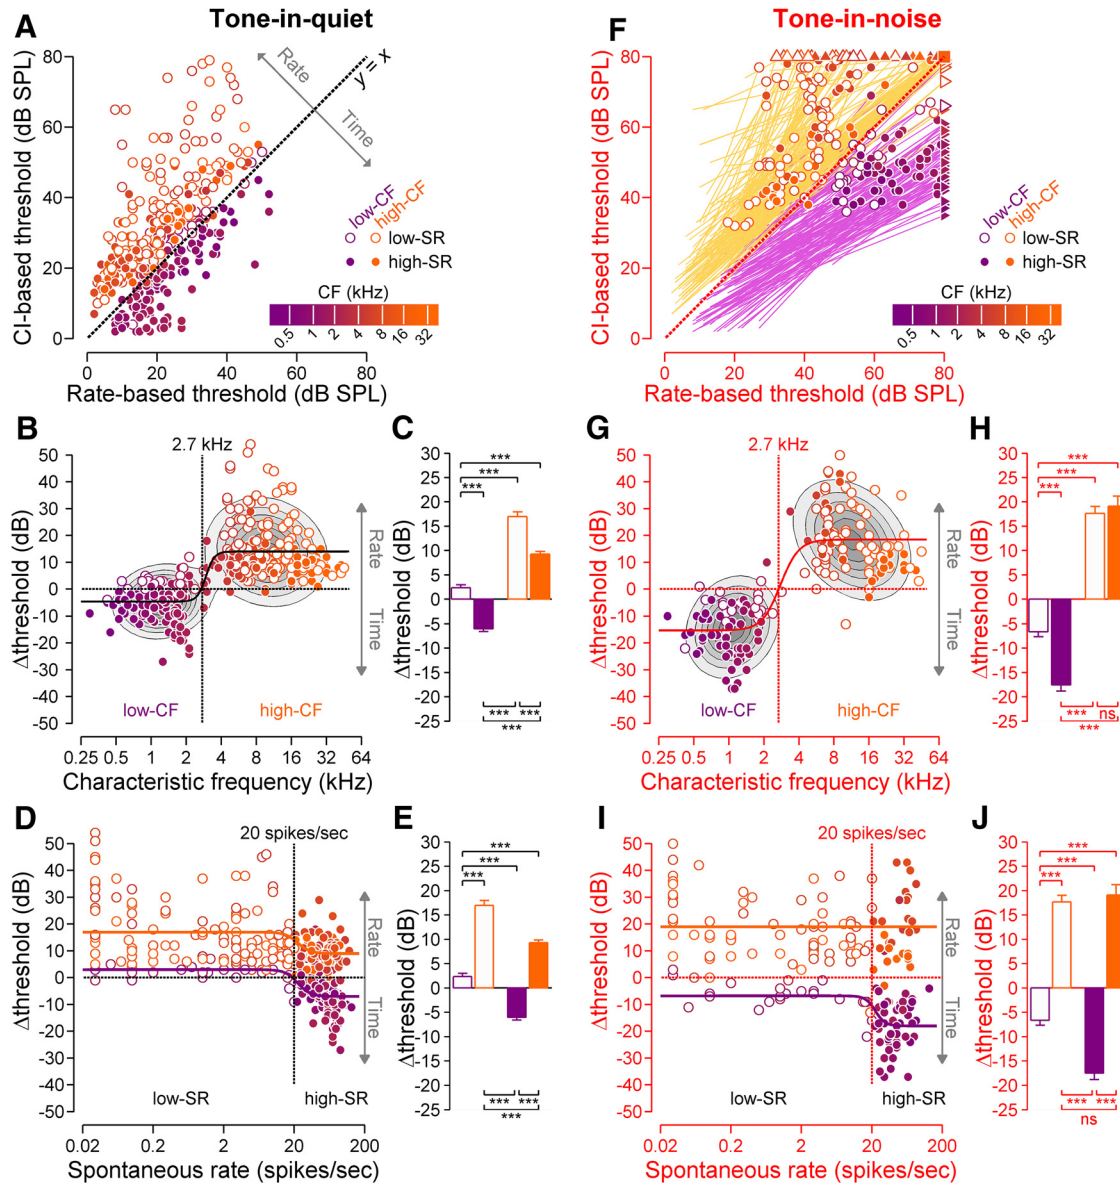 Tone-in-quiet
Tone-in-noise
A
CI-based threshold (dB SPL)
80
60
40
20
0
Rate
Time
y = x
low-CF
high-CF
low-SR
high-SR
CF (kHz)
0.5 1 2 4 8 16 32
0 20 40 60 80
Rate-based threshold (dB SPL)
F
CI-based threshold (dB SPL)
80
60
40
20
0
low-CF
high-CF
low-SR
high-SR
CF (kHz)
0.5 1 2 4 8 16 32
0 20 40 60 80
Rate-based threshold (dB SPL)
B
2.7 kHz
Δthreshold (dB)
50
40
30
20
10
0
-10
-20
-30
-40
-50
Rate
Time
low-CF
high-CF
0.25 0.5 1 2 4 8 16 32 64
Characteristic frequency (kHz)
C
Δthreshold (dB)
30
25
20
15
10
5
0
-5
-10
-15
-20
-25
***
***
***
*** ***
***
G
2.7 kHz
Δthreshold (dB)
50
40
30
20
10
0
-10
-20
-30
-40
-50
Rate
Time
low-CF
high-CF
0.25 0.5 1 2 4 8 16 32 64
Characteristic frequency (kHz)
H
Δthreshold (dB)
30
25
20
15
10
5
0
-5
-10
-15
-20
-25
***
***
***
*** ns
***
D
20 spikes/sec
Δthreshold (dB)
50
40
30
20
10
0
-10
-20
-30
-40
-50
Rate
Time
low-SR
high-SR
0.02 0.2 2 20 200
Spontaneous rate (spikes/sec)
E
Δthreshold (dB)
30
25
20
15
10
5
0
-5
-10
-15
-20
-25
***
***
***
*** ***
***
I
20 spikes/sec
Δthreshold (dB)
50
40
30
20
10
0
-10
-20
-30
-40
-50
Rate
Time
low-SR
high-SR
0.02 0.2 2 20 200
Spontaneous rate (spikes/sec)
J
Δthreshold (dB)
30
25
20
15
10
5
0
-5
-10
-15
-20
-25
***
***
***
*** ***
ns